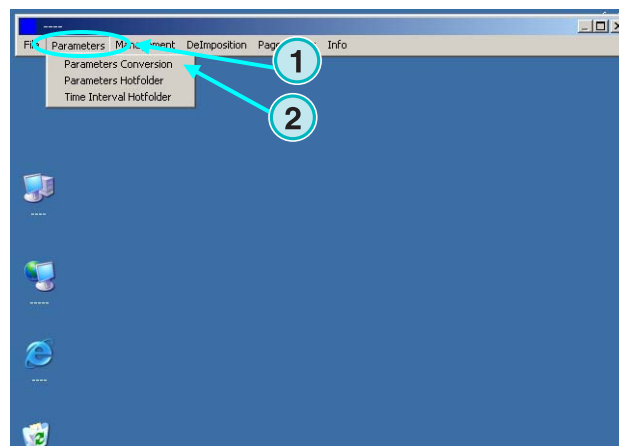 ----
File Parameters Management DeImposition Page Info
Parameters Conversion
Parameters Hotfolder
Time Interval Hotfolder
1
2
----
----
----